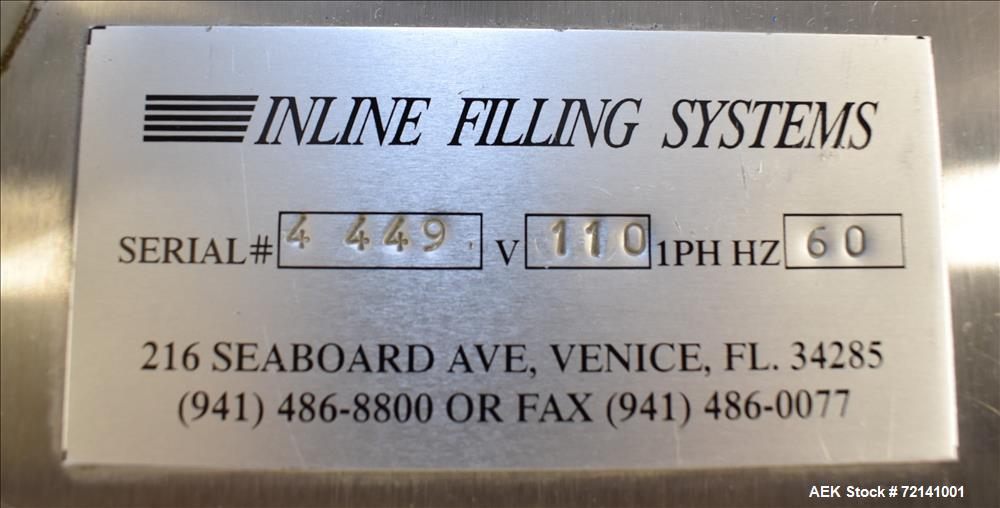 INLINE FILLING SYSTEMS
SERIAL# 4 449. V 110 1PH HZ 60
216 SEABOARD AVE, VENICE, FL. 34285
(941) 486-8800 OR FAX (941) 486-0077
AEK Stock # 72141001